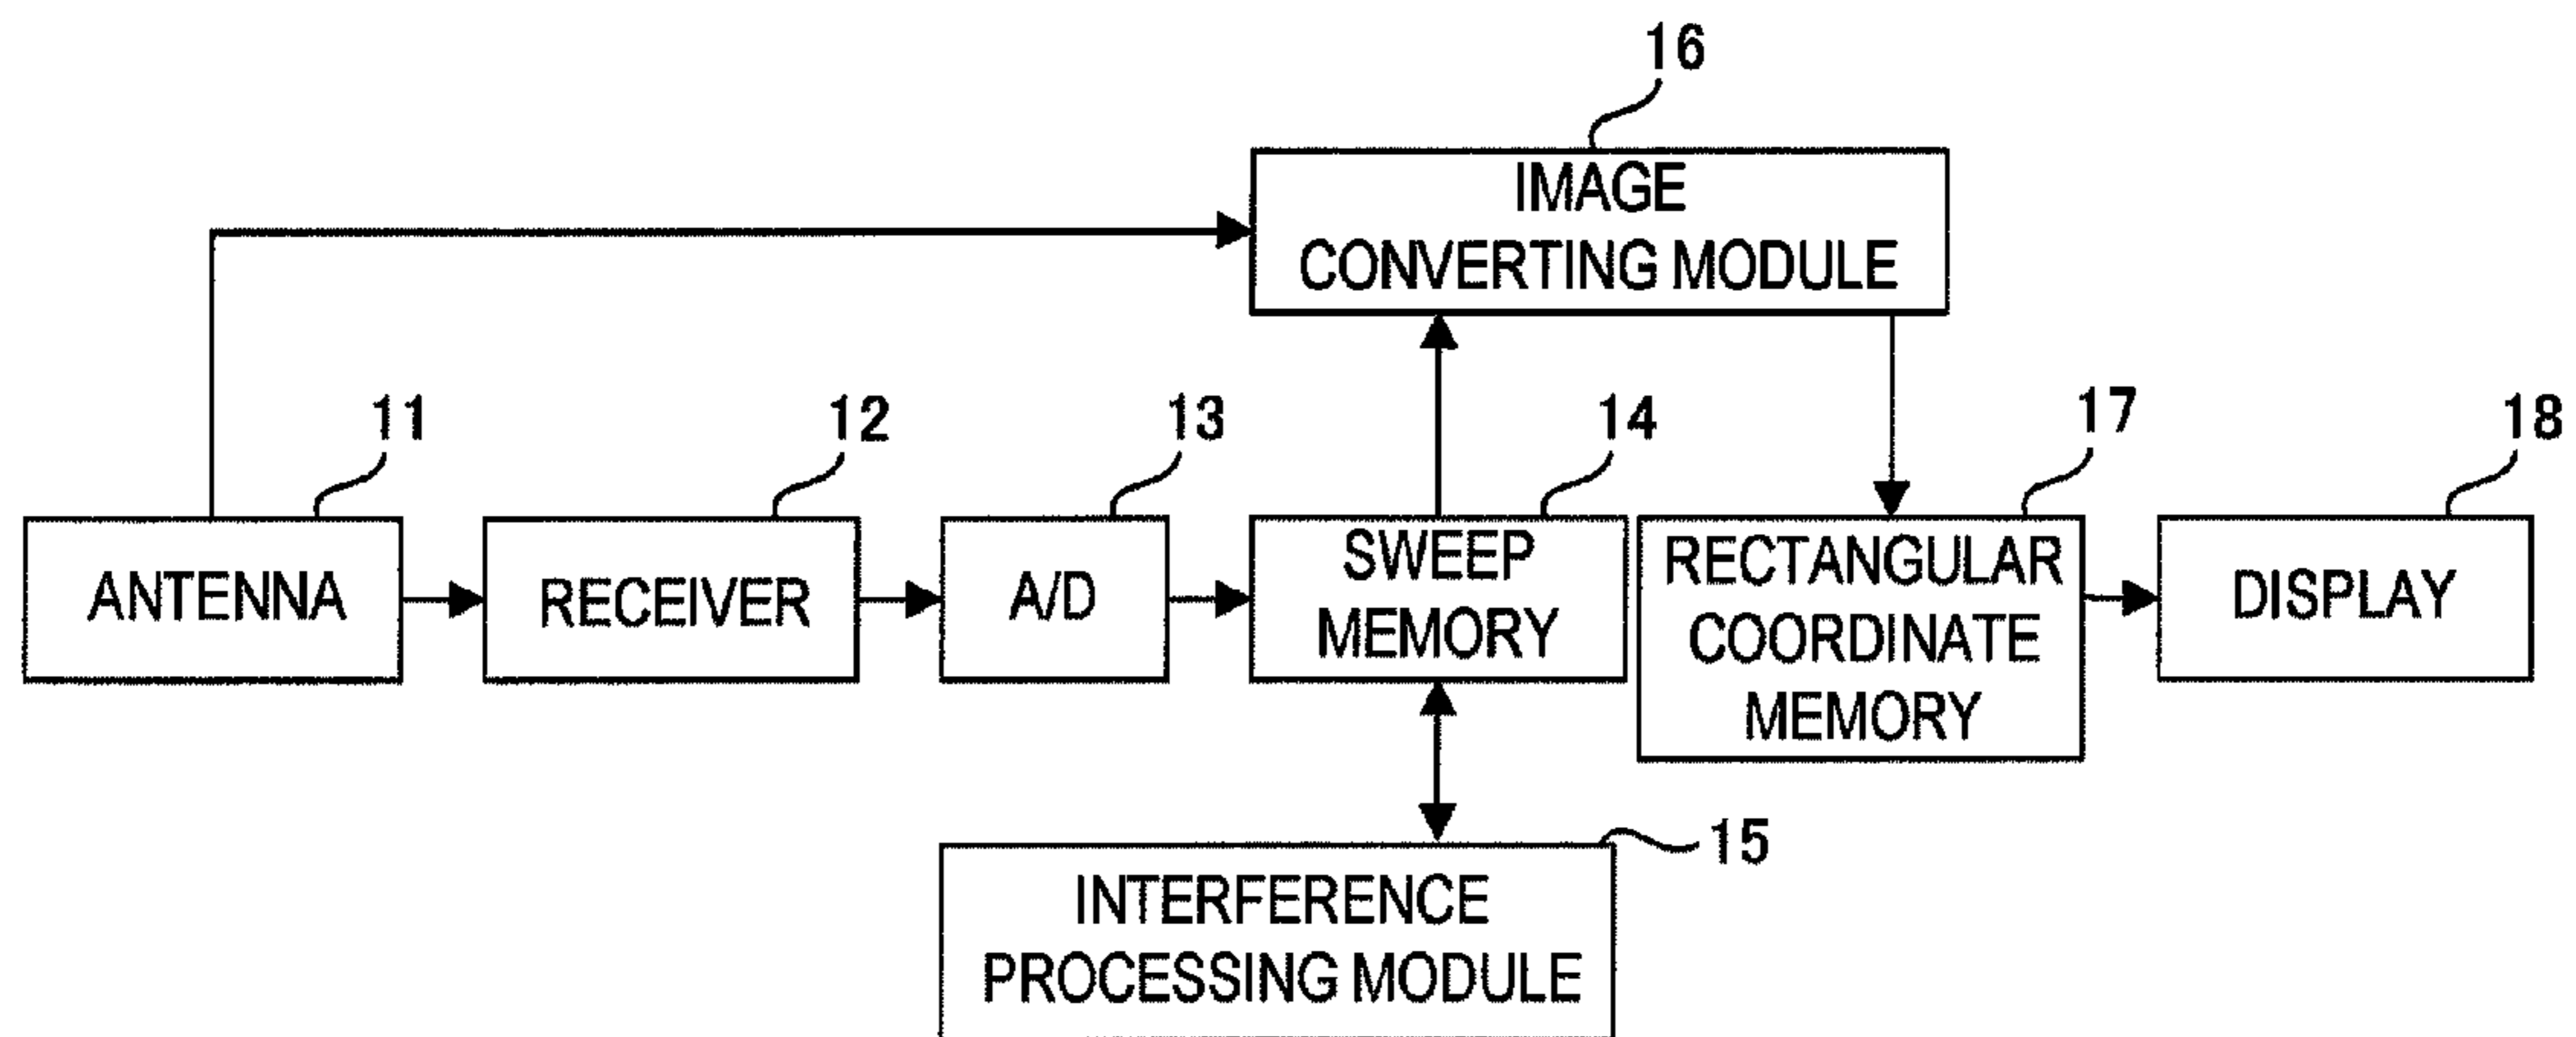 16
IMAGE
CONVERTING MODULE
11
12
13
14
17
18
ANTENNA
RECEIVER
A/D
SWEEP
MEMORY
RECTANGULAR
COORDINATE
MEMORY
DISPLAY
15
INTERFERENCE
PROCESSING MODULE